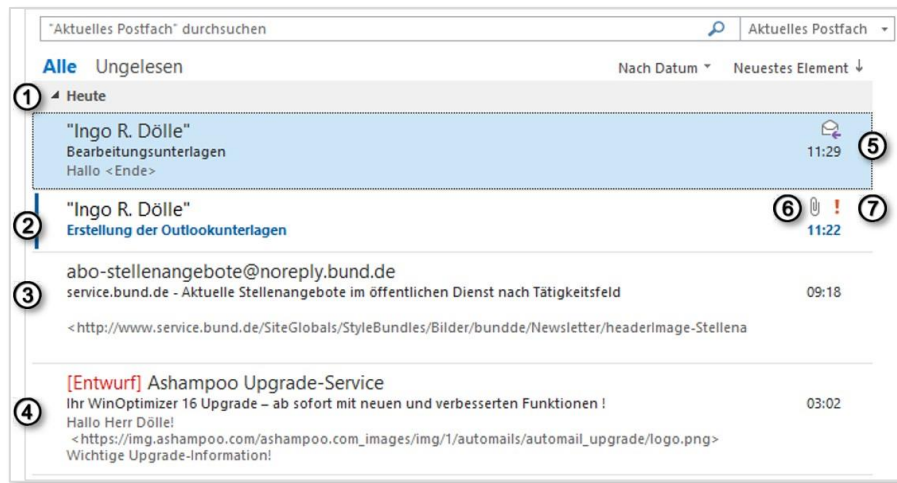 "Aktuelles Postfach" durchsuchen Aktuelles Postfach
Alle Ungelesen Nach Datum Neuestes Element ↓
① Heute
"Ingo R. Dölle"
Bearbeitungsunterlagen 11:29 ⑤
Hallo <Ende>
"Ingo R. Dölle" ⑥ ! ⑦
② Erstellung der Outlookunterlagen 11:22
abo-stellenangebote@noreply.bund.de
③ service.bund.de - Aktuelle Stellenangebote im öffentlichen Dienst nach Tätigkeitsfeld 09:18
<http://www.service.bund.de/SiteGlobals/StyleBundles/Bilder/bundde/Newsletter/headerImage-Stellena
[Entwurf] Ashampoo Upgrade-Service
④ Ihr WinOptimizer 16 Upgrade – ab sofort mit neuen und verbesserten Funktionen ! 03:02
Hallo Herr Dölle!
<https://img.ashampoo.com/ashampoo.com_images/img/1/automails/automail_upgrade/logo.png>
Wichtige Upgrade-Information!